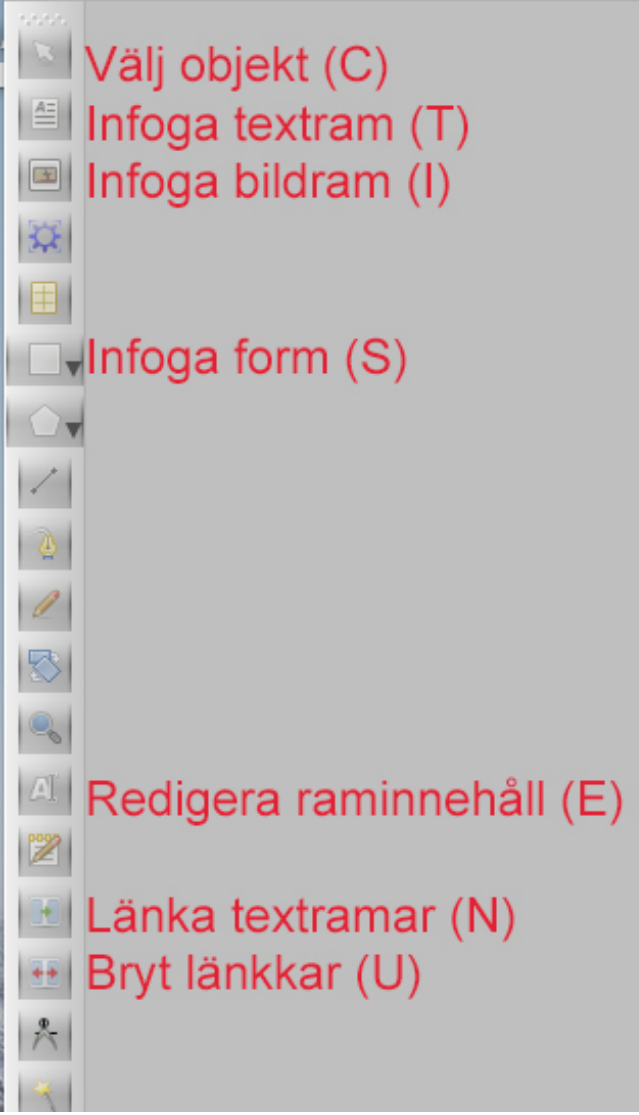 Välj objekt (C)
Infoga textram (T)
Infoga bildram (I)
Infoga form (S)
Redigera raminnehåll (E)
Länka textramar (N)
Bryt länkkar (U)